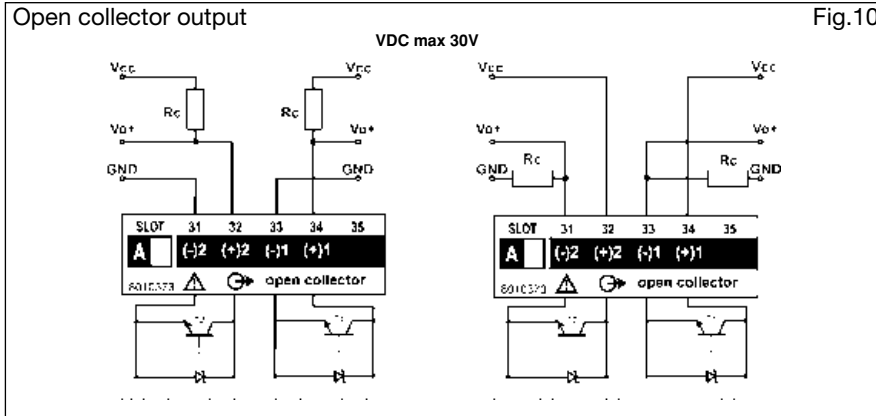 Open collector output Fig.10
VDC max 30V
Vcc Vcc Vcc Vcc
Rc Rc
Vo+ Vo+ Vo+ Vo+
GND GND GND Rc Rc GND
SLOT 31 32 33 34 35 SLOT 31 32 33 34 35
A (-)2 (+)2 (-)1 (+)1 A (-)2 (+)2 (-)1 (+)1
open collector open collector